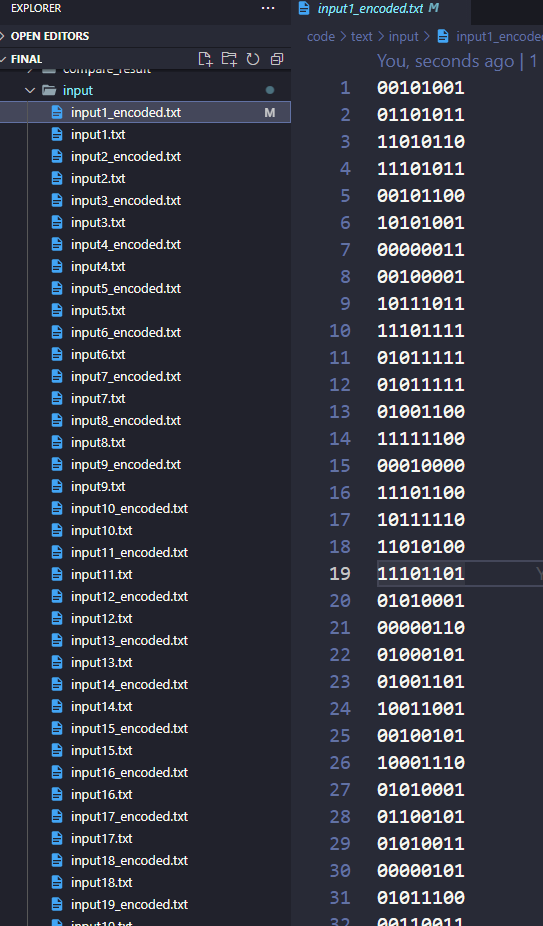 EXPLORER
OPEN EDITORS
FINAL
compare_result
input
input1_encoded.txt M
input1.txt
input2_encoded.txt
input2.txt
input3_encoded.txt
input3.txt
input4_encoded.txt
input4.txt
input5_encoded.txt
input5.txt
input6_encoded.txt
input6.txt
input7_encoded.txt
input7.txt
input8_encoded.txt
input8.txt
input9_encoded.txt
input9.txt
input10_encoded.txt
input10.txt
input11_encoded.txt
input11.txt
input12_encoded.txt
input12.txt
input13_encoded.txt
input13.txt
input14_encoded.txt
input14.txt
input15_encoded.txt
input15.txt
input16_encoded.txt
input16.txt
input17_encoded.txt
input17.txt
input18_encoded.txt
input18.txt
input19_encoded.txt
input19.txt
input1_encoded.txt M
code > text > input > input1_encoded
You, seconds ago | 1
1 00101001
2 01101011
3 11010110
4 11101011
5 00101100
6 10101001
7 00000011
8 00100001
9 10111011
10 11101111
11 01011111
12 01011111
13 01001100
14 11111100
15 00010000
16 11101100
17 10111110
18 11010100
19 11101101
20 01010001
21 00000110
22 01000101
23 01001101
24 10011001
25 00100101
26 10001110
27 01010001
28 01100101
29 01010011
30 00000101
31 01011100
32 00110011